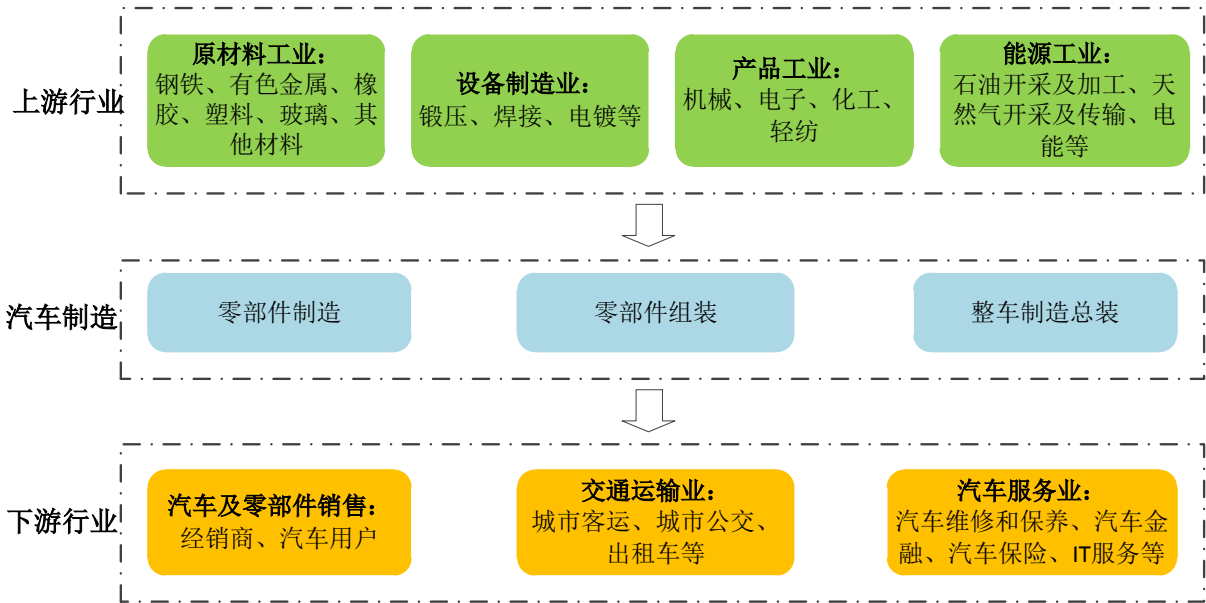 上游行业
原材料工业：
钢铁、有色金属、橡
胶、塑料、玻璃、其
他材料
设备制造业：
锻压、焊接、电镀等
产品工业：
机械、电子、化工、
轻纺
能源工业：
石油开采及加工、天
然气开采及传输、电
能等
汽车制造
零部件制造
零部件组装
整车制造总装
下游行业
汽车及零部件销售：
经销商、汽车用户
交通运输业：
城市客运、城市公交、
出租车等
汽车服务业：
汽车维修和保养、汽车金
融、汽车保险、IT服务等